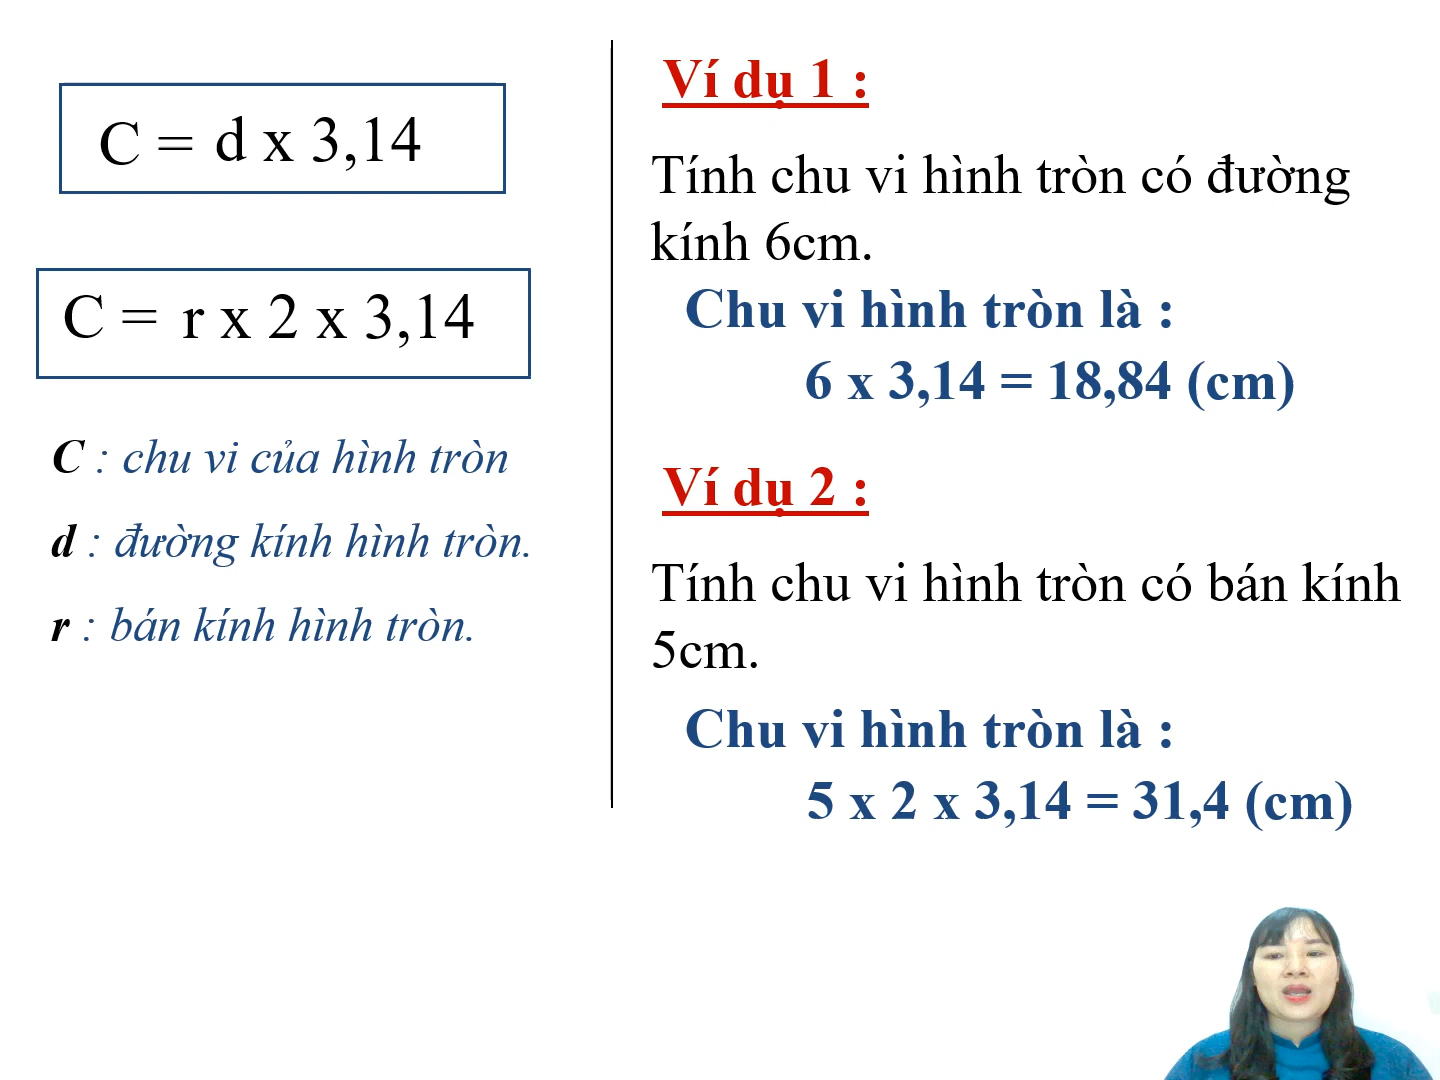 C = d x 3,14
C = r x 2 x 3,14
C : chu vi của hình tròn
d : đường kính hình tròn.
r : bán kính hình tròn.
Ví dụ 1 :
Tính chu vi hình tròn có đường
kính 6cm.
Chu vi hình tròn là :
6 x 3,14 = 18,84 (cm)
Ví dụ 2 :
Tính chu vi hình tròn có bán kính
5cm.
Chu vi hình tròn là :
5 x 2 x 3,14 = 31,4 (cm)